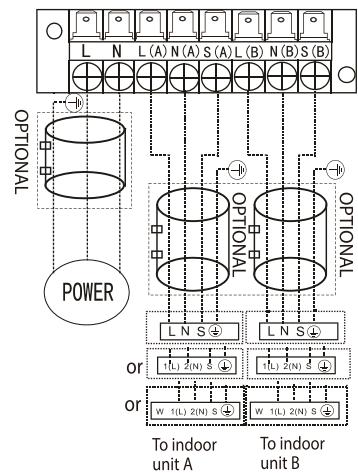 L N L (A) N (A) S (A) L (B) N (B) S (B)
OPTIONAL
OPTIONAL
OPTIONAL
POWER
L N S
L N S
or
1(L) 2(N) S
1(L) 2(N) S
or
W 1(L) 2(N) S
W 1(L) 2(N) S
To indoor
unit A
To indoor
unit B